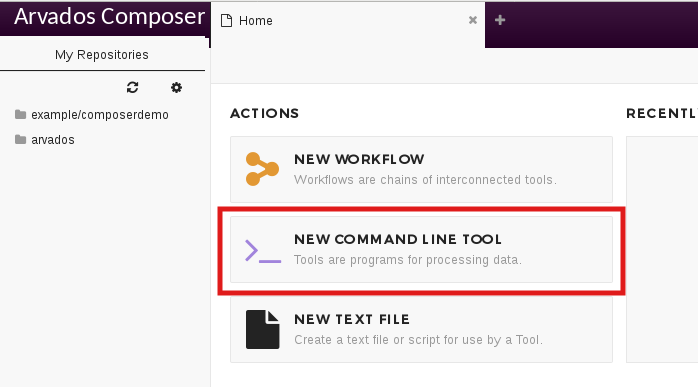 Arvados Composer
Home
My Repositories
example/composerdemo
arvados
ACTIONS
RECENTL
NEW WORKFLOW
Workflows are chains of interconnected tools.
NEW COMMAND LINE TOOL
Tools are programs for processing data.
NEW TEXT FILE
Create a text file or script for use by a Tool.